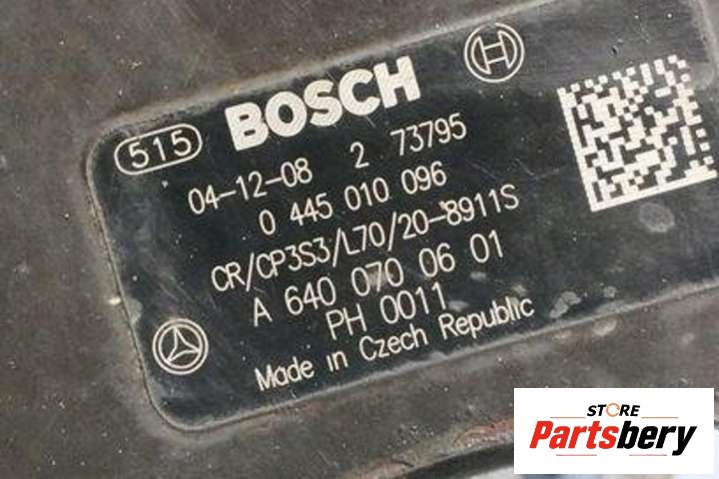 BOSCH
515
04-12-08 2 73795
0 445 010 096
CR/CP3S3/L70/20-8911S
A 640 070 06 01
PH 0011
Made in Czech Republic
STORE
Partsbery